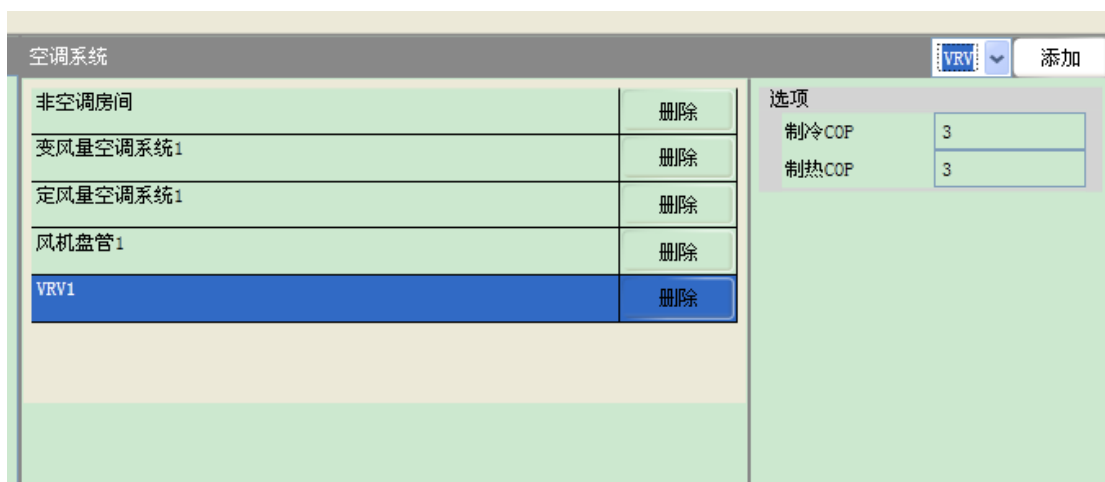 空调系统 VRV 添加
非空调房间 删除
变风量空调系统1 删除
定风量空调系统1 删除
风机盘管1 删除
VRV1 删除
选项
制冷COP 3
制热COP 3